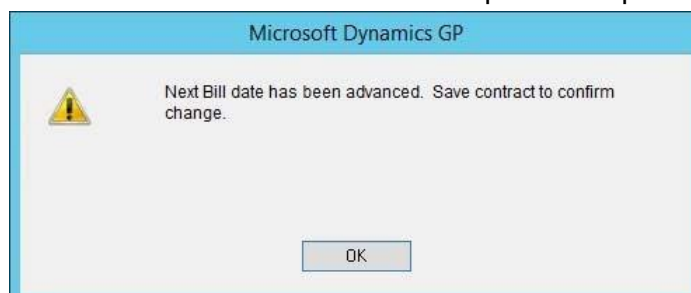 Microsoft Dynamics GP
Next Bill date has been advanced.  Save contract to confirm
change.
OK